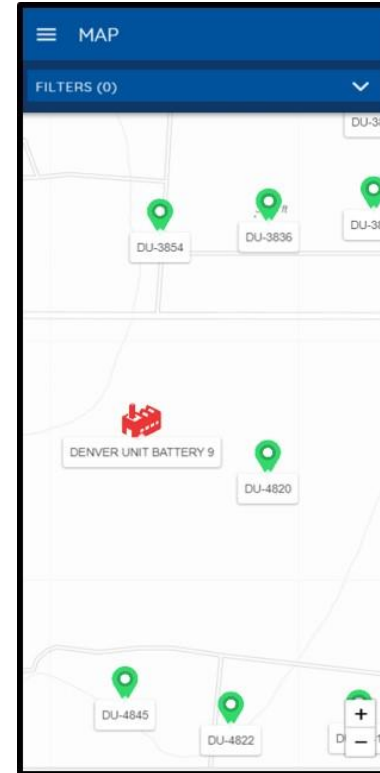 MAP
FILTERS (0)
DU-3854
DU-3836
DENVER UNIT BATTERY 9
DU-4820
DU-4845
DU-4822
+
−